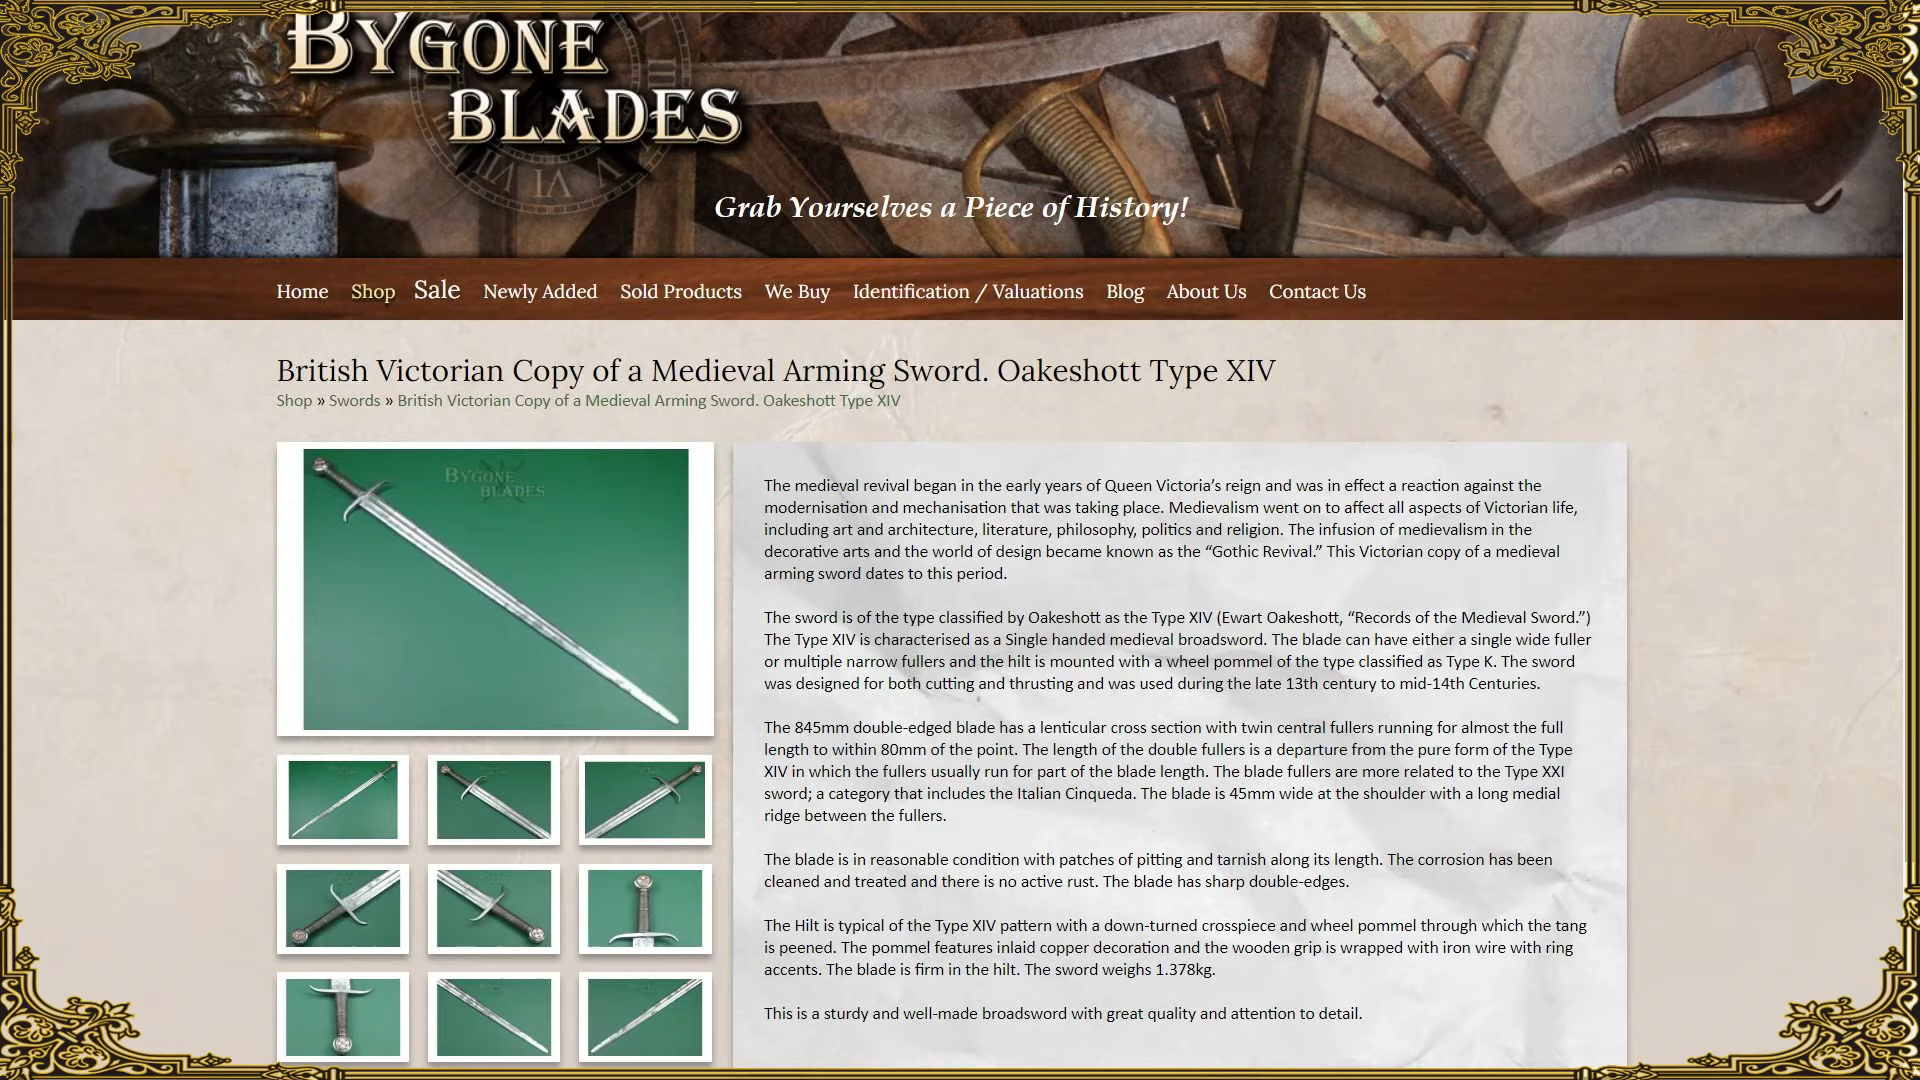 BYGONE
BLADES
Grab Yourselves a Piece of History!
Home Shop Sale Newly Added Sold Products We Buy Identification / Valuations Blog About Us Contact Us
British Victorian Copy of a Medieval Arming Sword. Oakeshott Type XIV
Shop » Swords » British Victorian Copy of a Medieval Arming Sword. Oakeshott Type XIV
BYGONE
BLADES
The medieval revival began in the early years of Queen Victoria’s reign and was in effect a reaction against the
modernisation and mechanisation that was taking place. Medievalism went on to affect all aspects of Victorian life,
including art and architecture, literature, philosophy, politics and religion. The infusion of medievalism in the
decorative arts and the world of design became known as the “Gothic Revival.” This Victorian copy of a medieval
arming sword dates to this period.
The sword is of the type classified by Oakeshott as the Type XIV (Ewart Oakeshott, “Records of the Medieval Sword.”)
The Type XIV is characterised as a Single handed medieval broadsword. The blade can have either a single wide fuller
or multiple narrow fullers and the hilt is mounted with a wheel pommel of the type classified as Type K. The sword
was designed for both cutting and thrusting and was used during the late 13th century to mid-14th Centuries.
The 845mm double-edged blade has a lenticular cross section with twin central fullers running for almost the full
length to within 80mm of the point. The length of the double fullers is a departure from the pure form of the Type
XIV in which the fullers usually run for part of the blade length. The blade fullers are more related to the Type XXI
sword; a category that includes the Italian Cinqueda. The blade is 45mm wide at the shoulder with a long medial
ridge between the fullers.
The blade is in reasonable condition with patches of pitting and tarnish along its length. The corrosion has been
cleaned and treated and there is no active rust. The blade has sharp double-edges.
The Hilt is typical of the Type XIV pattern with a down-turned crosspiece and wheel pommel through which the tang
is peened. The pommel features inlaid copper decoration and the wooden grip is wrapped with iron wire with ring
accents. The blade is firm in the hilt. The sword weighs 1.378kg.
This is a sturdy and well-made broadsword with great quality and attention to detail.